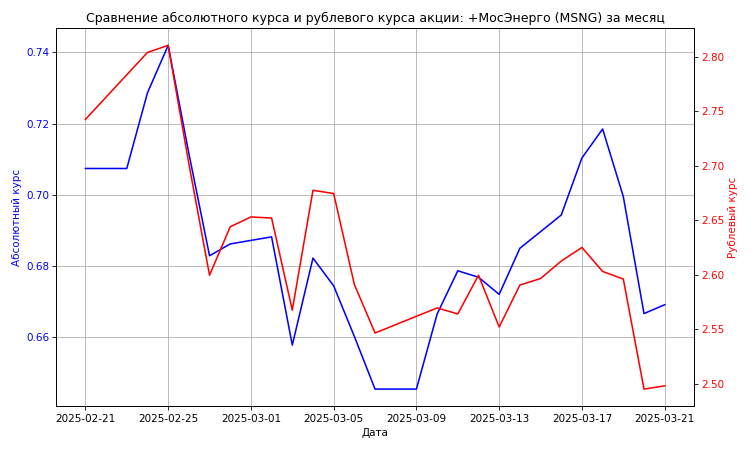 Сравнение абсолютного курса и рублевого курса акции: +МосЭнерго (MSNG) за месяц
Абсолютный курс
0.74
0.72
0.70
0.68
0.66
2.80
2.75
2.70
2.65
2.60
2.55
2.50
Рублевый курс
2025-02-21 2025-02-25 2025-03-01 2025-03-05 2025-03-09 2025-03-13 2025-03-17 2025-03-21
Дата